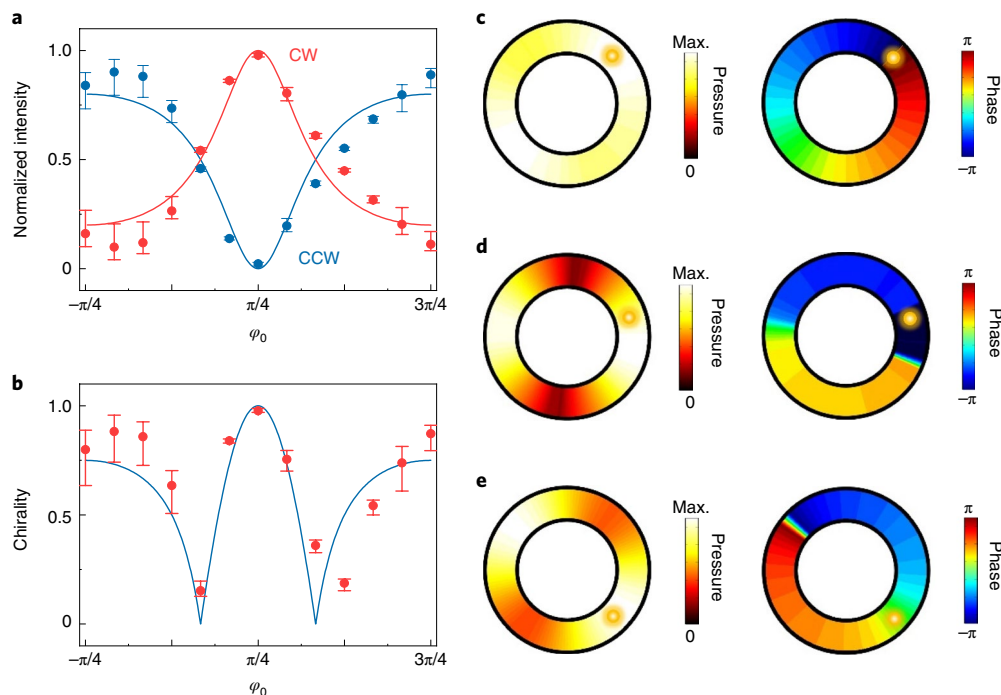 a
Normalized intensity
1.0
0.5
0
CW
CCW
−π/4
π/4
3π/4
φ₀
b
Chirality
1.0
0.5
0
−π/4
π/4
3π/4
φ₀
c
Max.
Pressure
0
π
Phase
−π
d
Max.
Pressure
0
π
Phase
−π
e
Max.
Pressure
0
π
Phase
−π